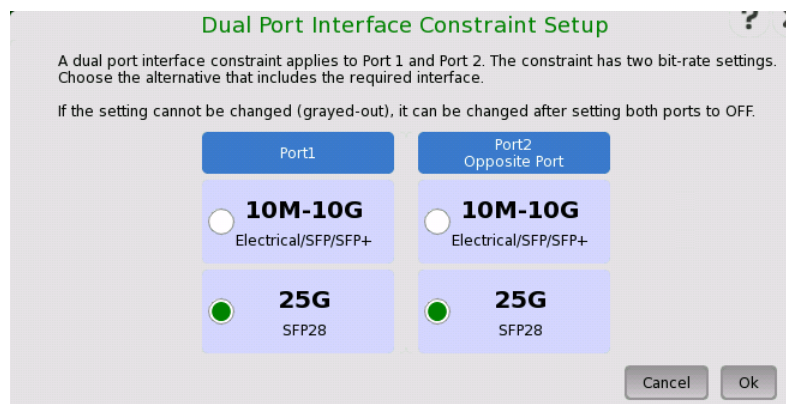 Dual Port Interface Constraint Setup
?
A dual port interface constraint applies to Port 1 and Port 2. The constraint has two bit-rate settings.
Choose the alternative that includes the required interface.
If the setting cannot be changed (grayed-out), it can be changed after setting both ports to OFF.
Port1
Port2
Opposite Port
10M-10G
Electrical/SFP/SFP+
10M-10G
Electrical/SFP/SFP+
25G
SFP28
25G
SFP28
Cancel
Ok